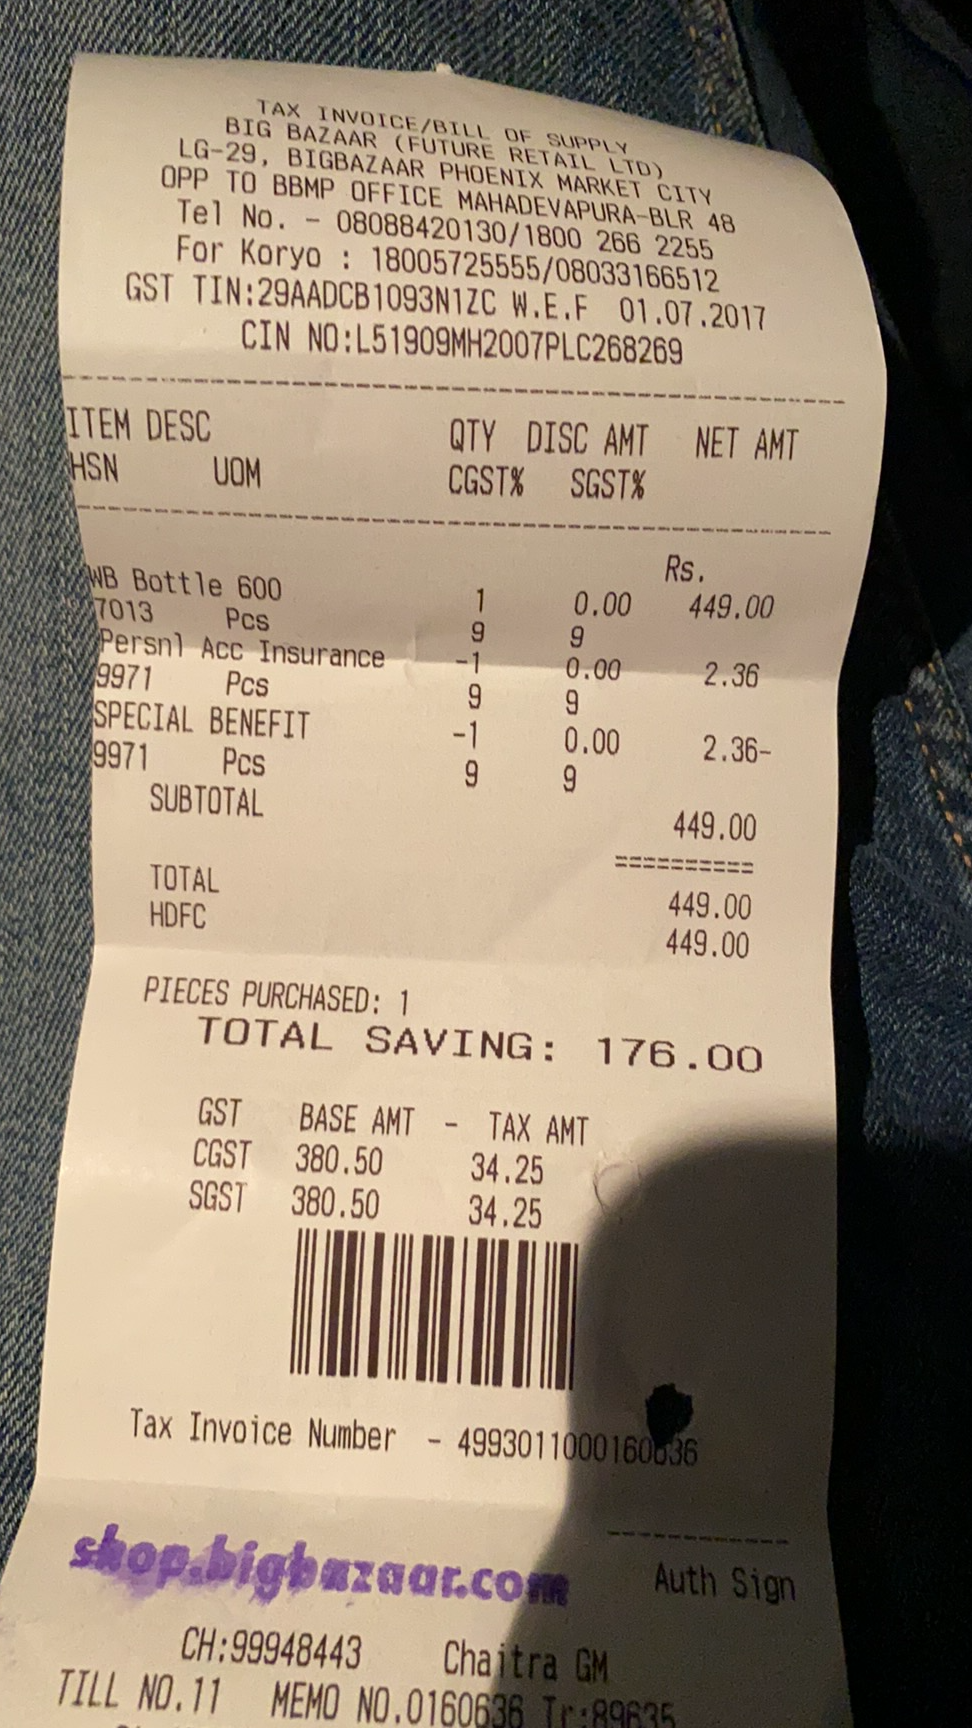 TAX INVOICE/BILL OF SUPPLY
BIG BAZAAR (FUTURE RETAIL LTD)
LG-29, BIGBAZAAR PHOENIX MARKET CITY
OPP TO BBMP OFFICE MAHADEVAPURA-BLR 48
Tel No. - 08088420130/1800 266 2255
For Koryo : 18005725555/08033166512
GST TIN:29AADCB1093N1ZC W.E.F 01.07.2017
CIN NO:L51909MH2007PLC268269
ITEM DESC QTY DISC AMT NET AMT
HSN UOM CGST% SGST%
Rs.
WB Bottle 600 1 0.00 449.00
7013 Pcs 9 9
Persnl Acc Insurance -1 0.00 2.36
9971 Pcs 9 9
SPECIAL BENEFIT -1 0.00 2.36-
9971 Pcs 9 9
SUBTOTAL 449.00
==========
TOTAL 449.00
HDFC 449.00
PIECES PURCHASED: 1
TOTAL SAVING: 176.00
GST BASE AMT - TAX AMT
CGST 380.50 34.25
SGST 380.50 34.25
Tax Invoice Number - 4993011000160636
shop.bigbazaar.com
Auth Sign
CH:99948443 Chaitra GM
TILL NO.11 MEMO NO.0160636 Tr:89635